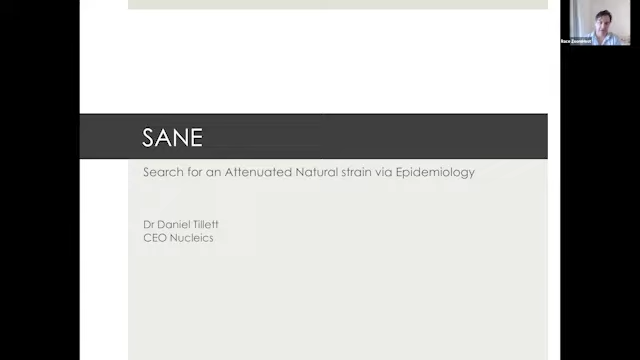 SANE
Search for an Attenuated Natural strain via Epidemiology
Dr Daniel Tillett
CEO Nucleics